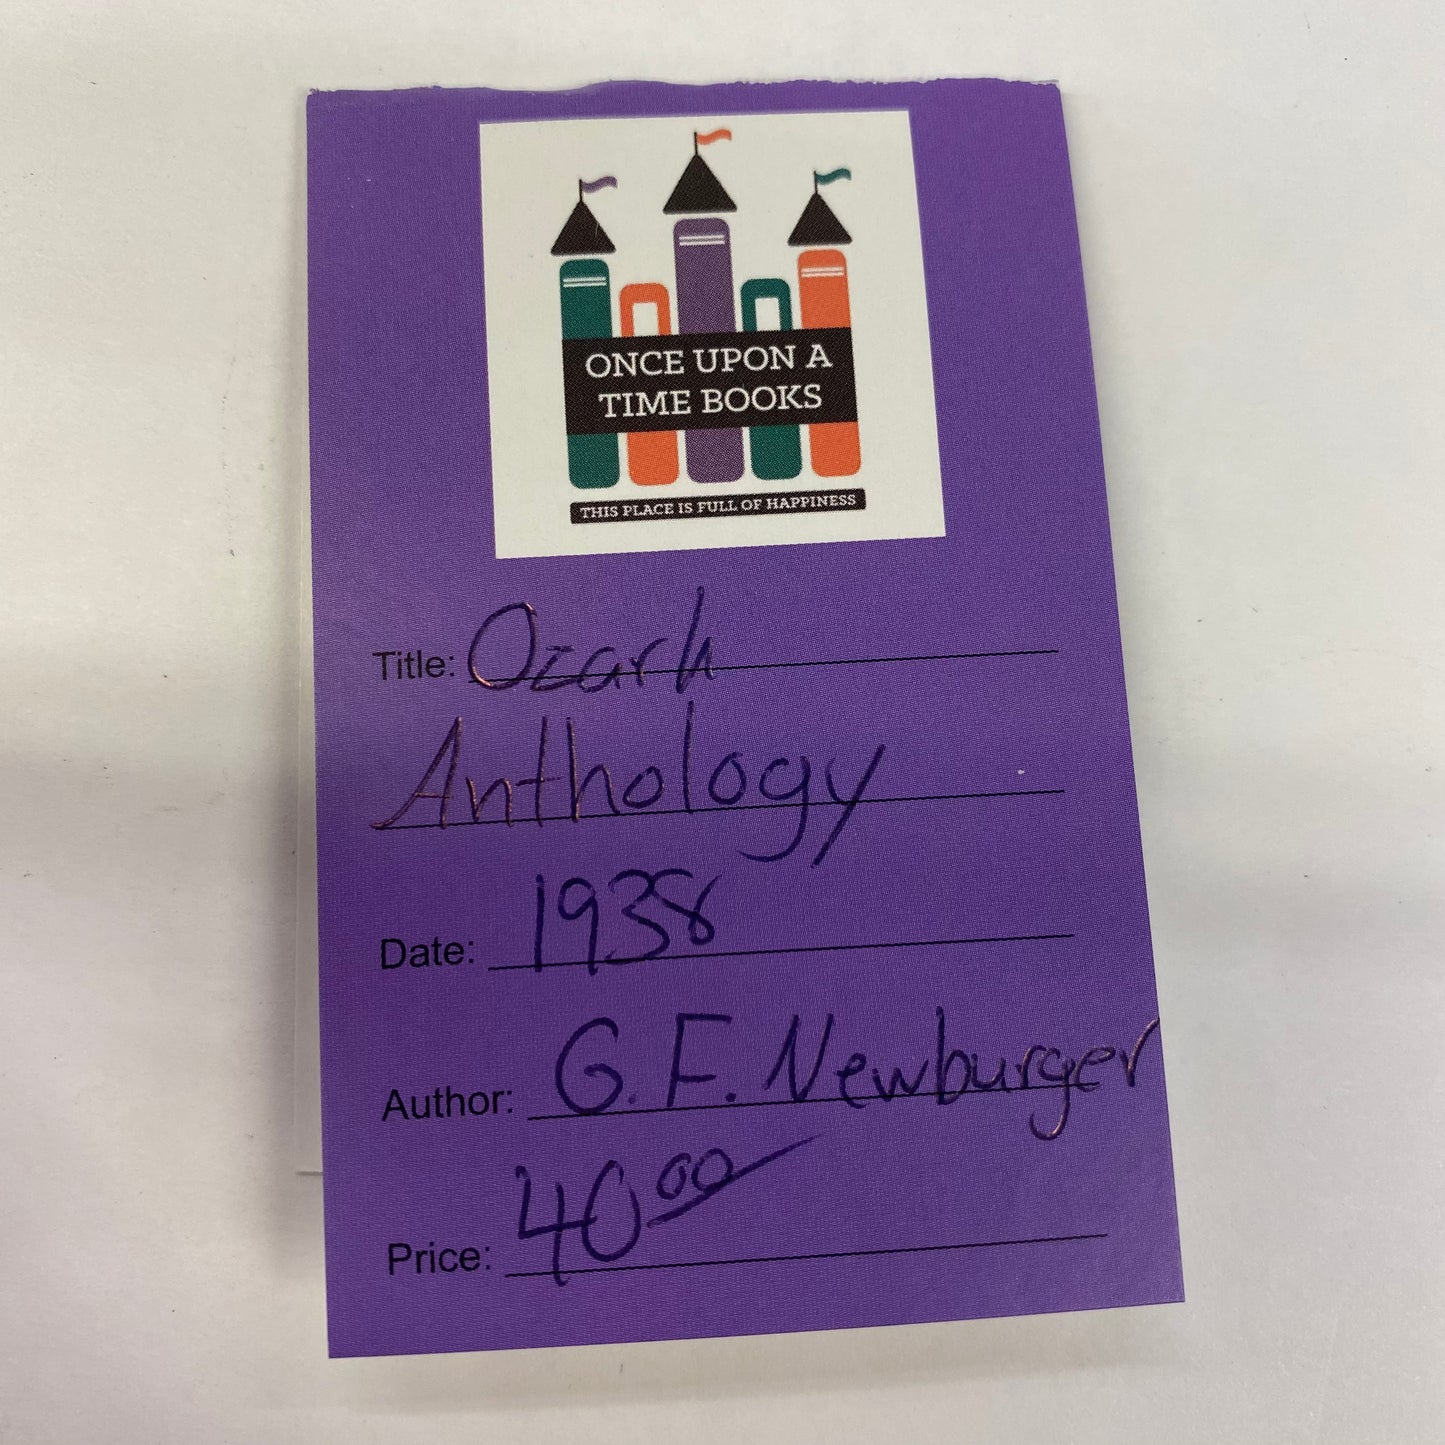 ONCE UPON A
TIME BOOKS
THIS PLACE IS FULL OF HAPPINESS
Title: Ozark
Anthology
Date: 1938
Author: G. F. Newburger
Price: 40 00